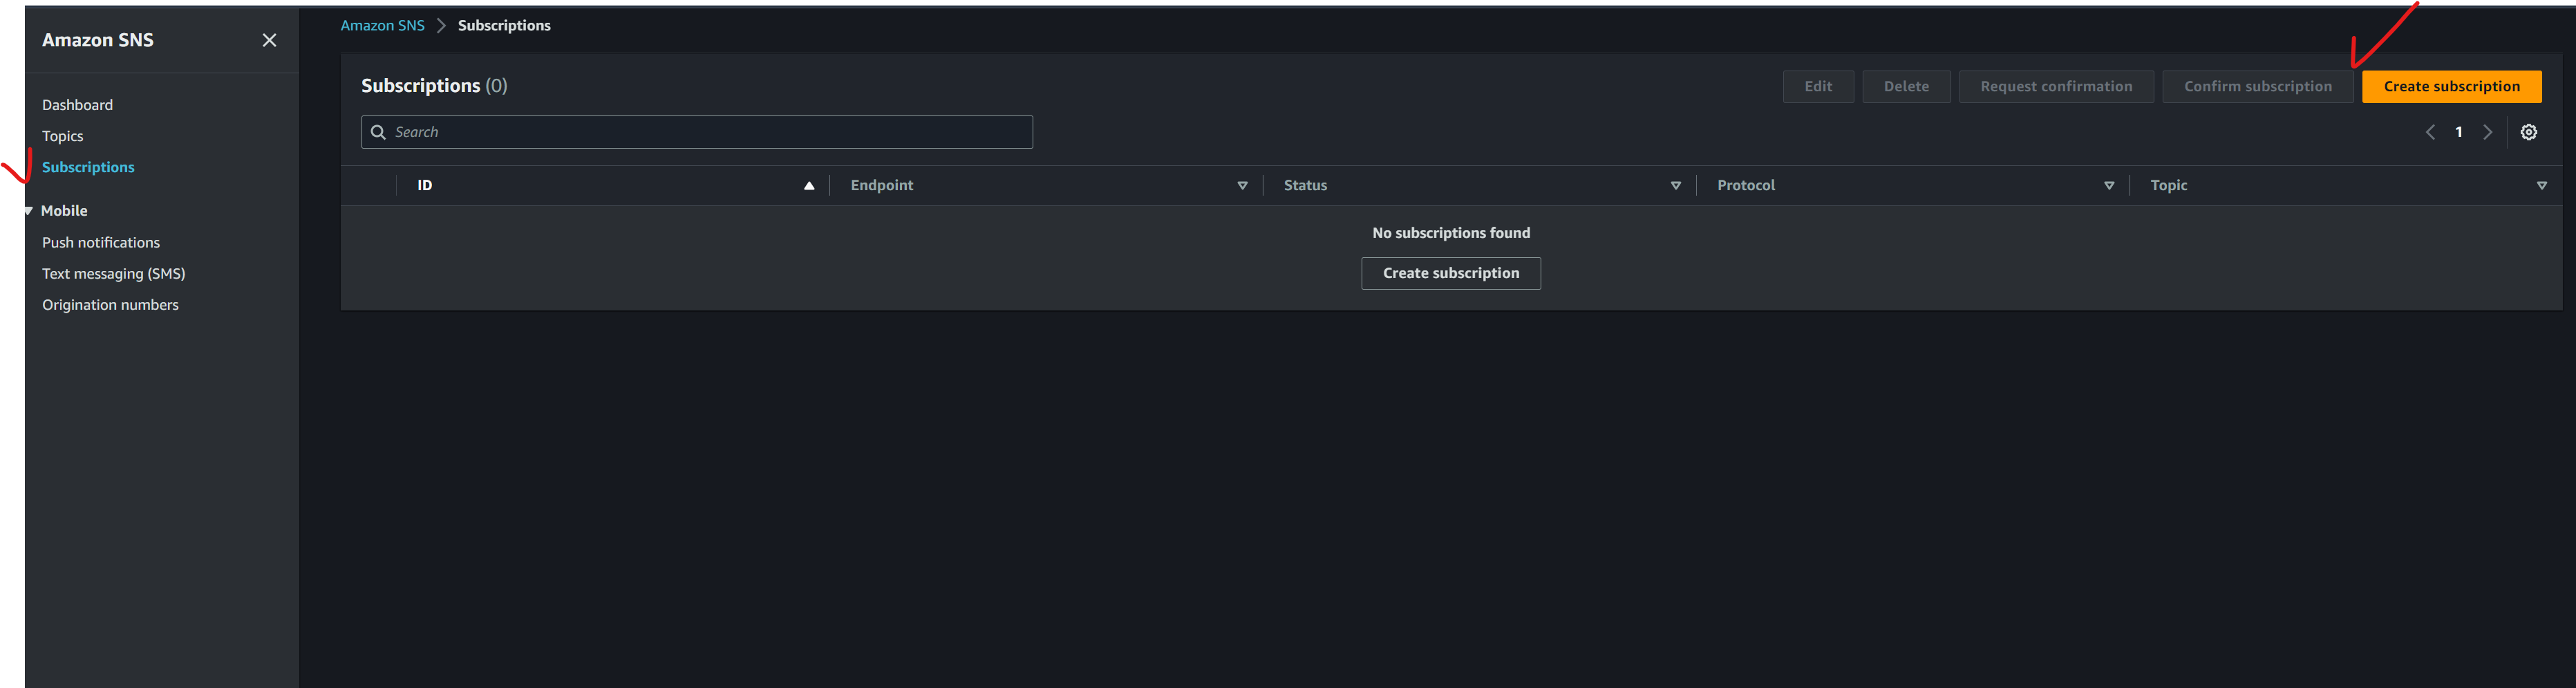 Amazon SNS
Dashboard
Topics
Subscriptions
Mobile
Push notifications
Text messaging (SMS)
Origination numbers
Amazon SNS Subscriptions
Subscriptions (0)
Edit Delete Request confirmation Confirm subscription Create subscription
Search
1
ID Endpoint Status Protocol Topic
No subscriptions found
Create subscription